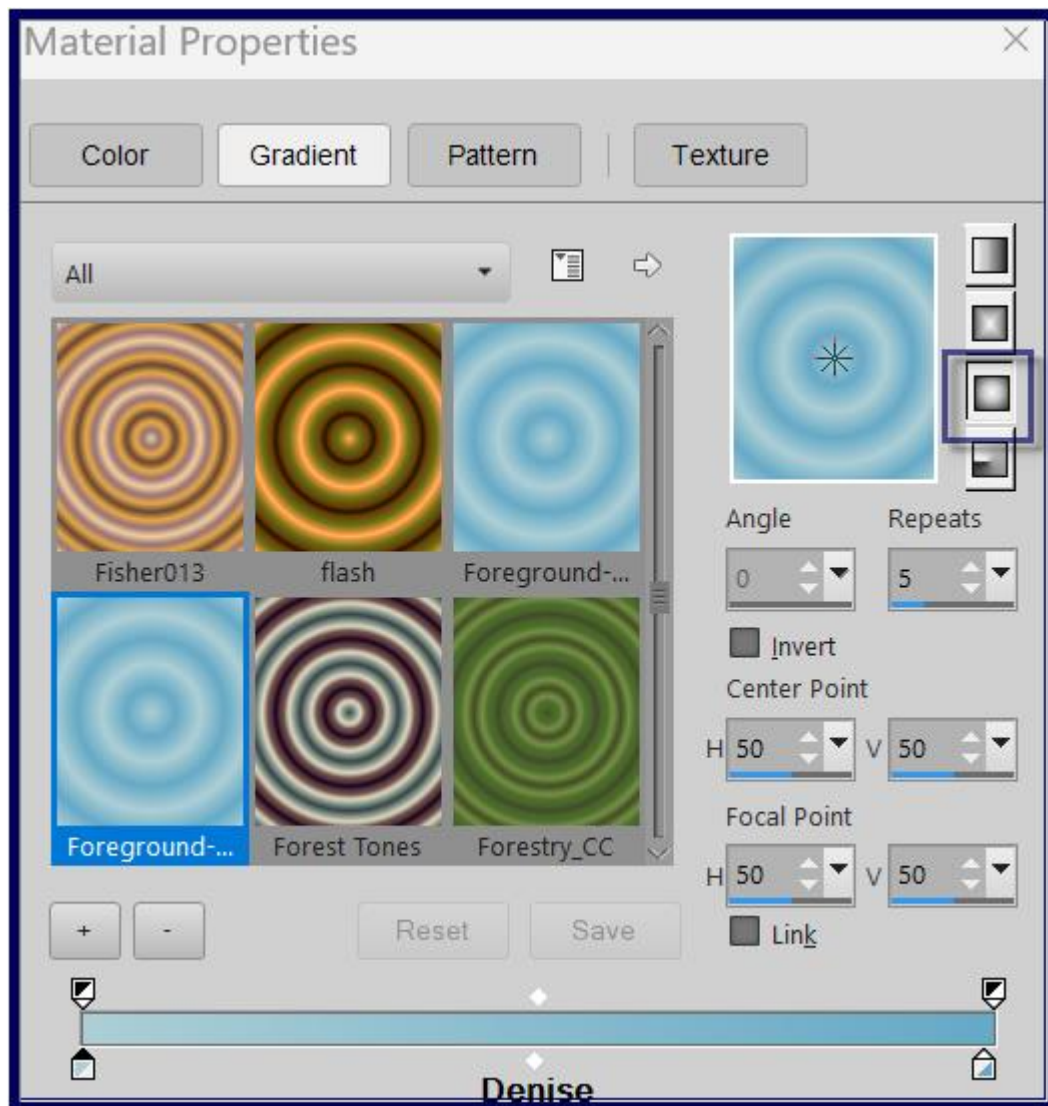 Material Properties
Color Gradient Pattern Texture
All
Fisher013 flash Foreground-...
Foreground-... Forest Tones Forestry_CC
Angle Repeats
0 5
Invert
Center Point
H 50 V 50
Focal Point
H 50 V 50
Link
+ - Reset Save
Denise